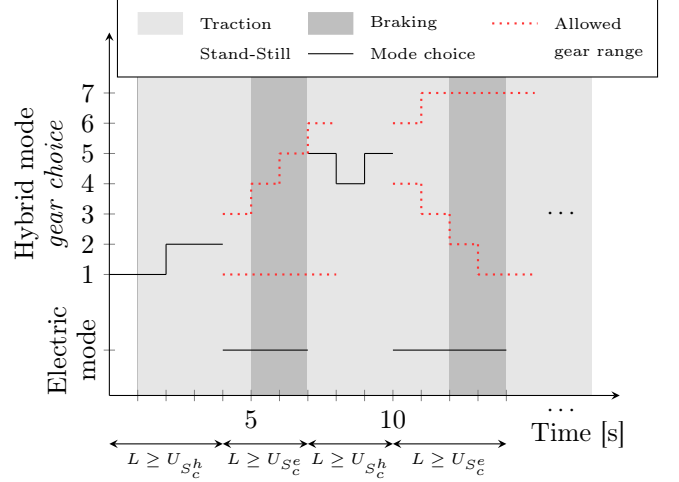 Traction Braking Allowed
Stand-Still Mode choice gear range
7
6
5
4
3
2
1
Hybrid mode
gear choice
Electric
mode
...
5 10 ...
Time [s]
L ≥ U_{S_c^h} L ≥ U_{S_c^e} L ≥ U_{S_c^h} L ≥ U_{S_c^e}